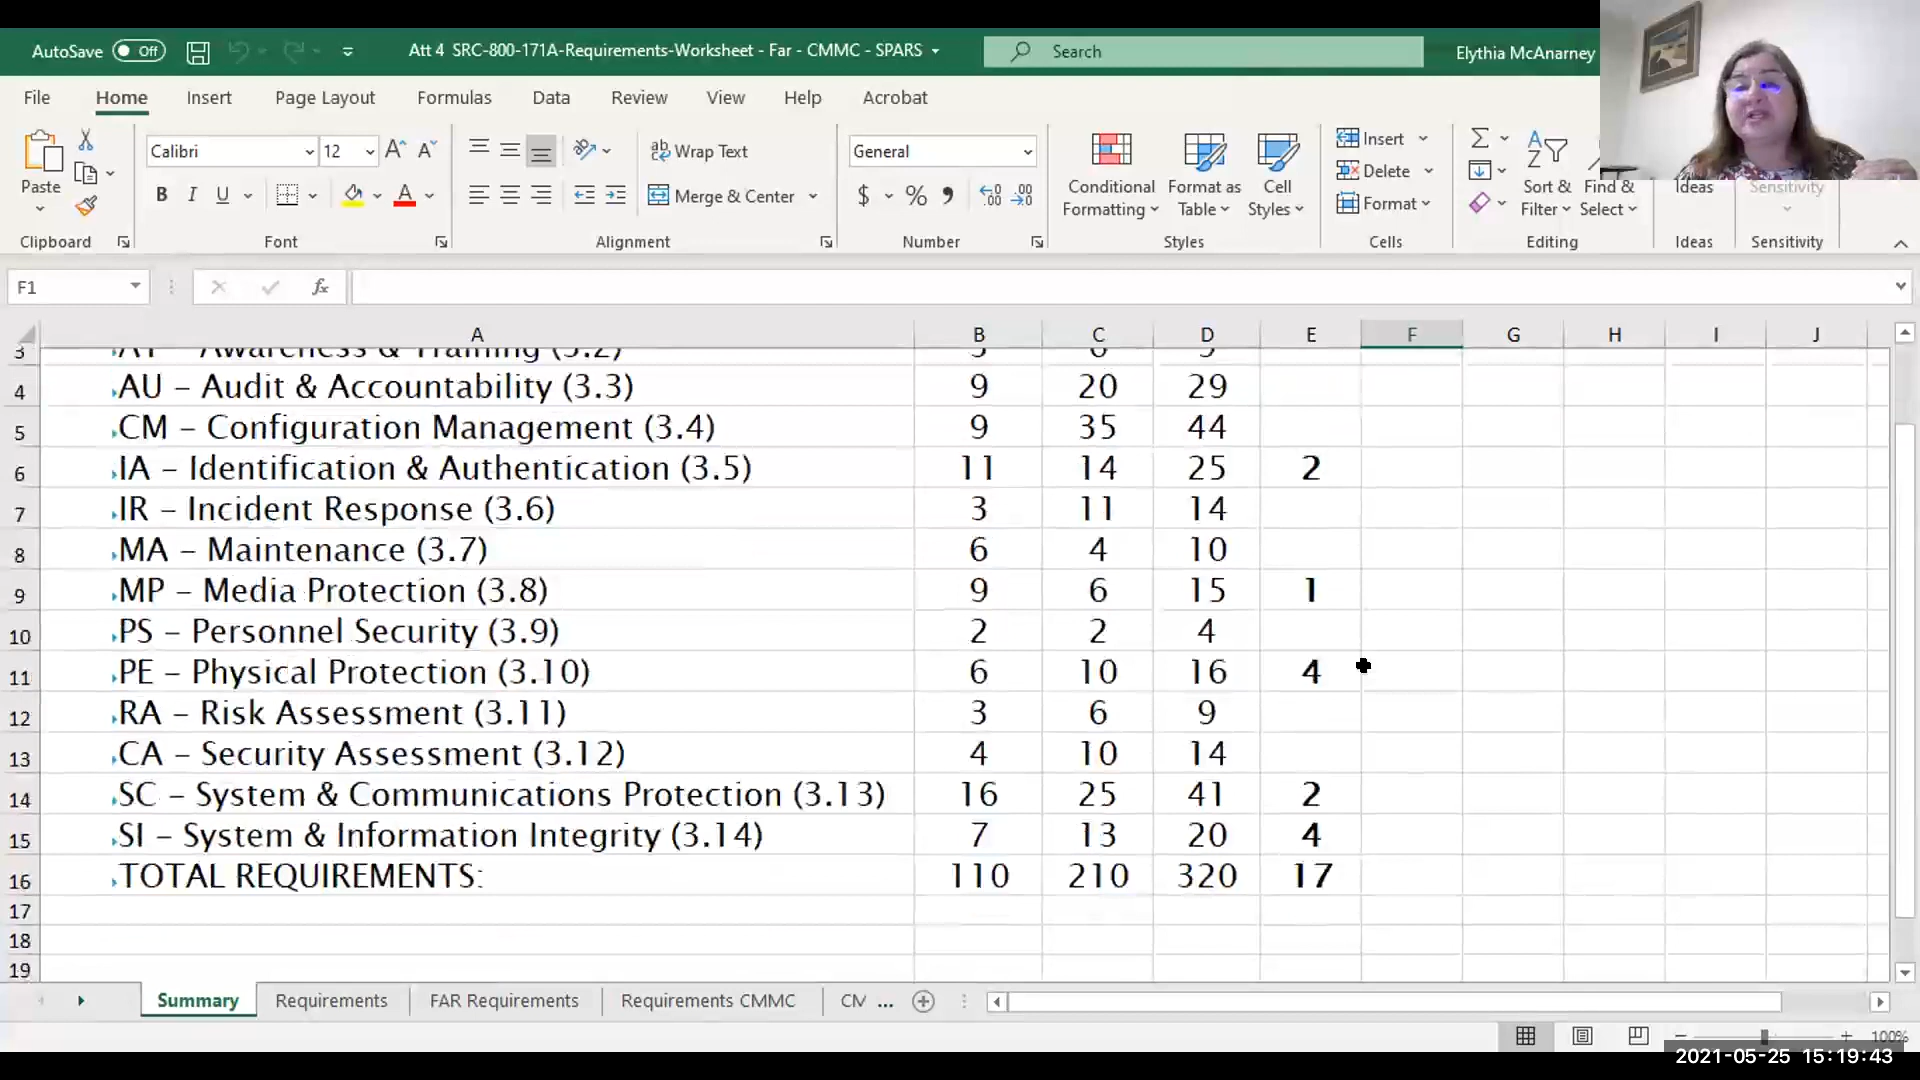 AutoSave Off Att 4 SRC-800-171A-Requirements-Worksheet - Far - CMMC - SPARS Search Elythia McAnarney
File Home Insert Page Layout Formulas Data Review View Help Acrobat
Paste Calibri 12 Wrap Text General Conditional Formatting Format as Table Cell Styles Insert Sort & Filter Find & Select Ideas Sensitivity
B I U Merge & Center $ % Delete
Format
Clipboard Font Alignment Number Styles Cells Editing Ideas Sensitivity
F1 fx
A B C D E F G H I J
3 AT – Awareness & Training (3.2)
4 AU – Audit & Accountability (3.3) 9 20 29
5 CM – Configuration Management (3.4) 9 35 44
6 IA – Identification & Authentication (3.5) 11 14 25 2
7 IR – Incident Response (3.6) 3 11 14
8 MA – Maintenance (3.7) 6 4 10
9 MP – Media Protection (3.8) 9 6 15 1
10 PS – Personnel Security (3.9) 2 2 4
11 PE – Physical Protection (3.10) 6 10 16 4
12 RA – Risk Assessment (3.11) 3 6 9
13 CA – Security Assessment (3.12) 4 10 14
14 SC – System & Communications Protection (3.13) 16 25 41 2
15 SI – System & Information Integrity (3.14) 7 13 20 4
16 TOTAL REQUIREMENTS: 110 210 320 17
17
18
19
Summary Requirements FAR Requirements Requirements CMMC CM ...
100%
2021-05-25 15:19:43